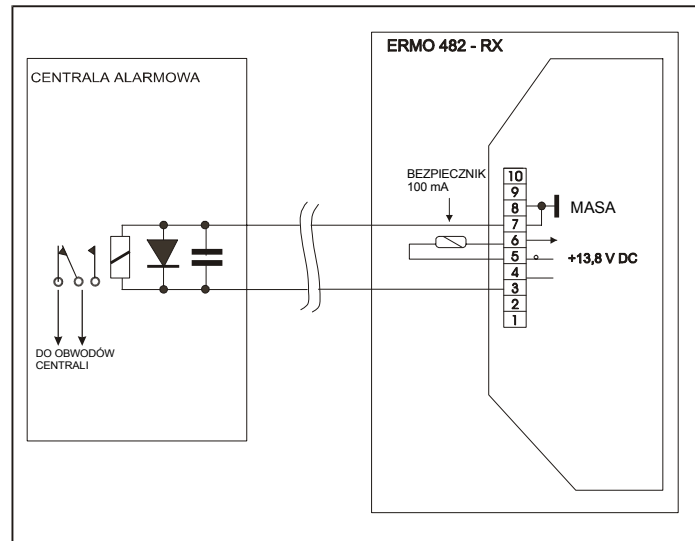 ERMO 482 - RX
CENTRALA ALARMOWA
BEZPIECZNIK
100 mA
10
9
8
7
6
5
4
3
2
1
MASA
+13,8 V DC
DO OBWODÓW
CENTRALI